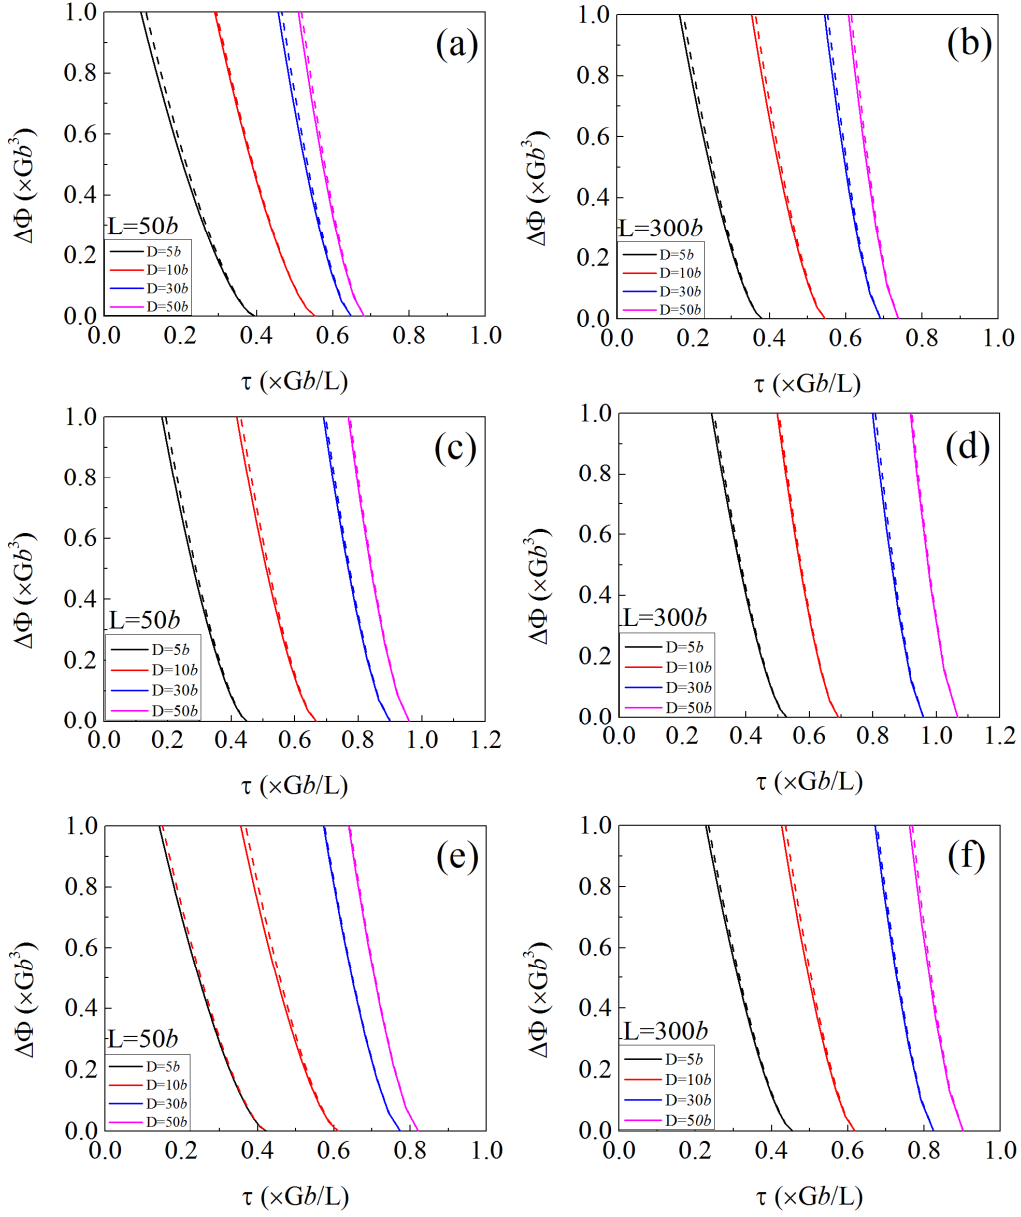 (a)
ΔΦ (×Gb³)
1.0
0.8
0.6
0.4
0.2
0.0
L=50b
D=5b
D=10b
D=30b
D=50b
0.0 0.2 0.4 0.6 0.8 1.0
τ (×Gb/L)
(b)
ΔΦ (×Gb³)
1.0
0.8
0.6
0.4
0.2
0.0
L=300b
D=5b
D=10b
D=30b
D=50b
0.0 0.2 0.4 0.6 0.8 1.0
τ (×Gb/L)
(c)
ΔΦ (×Gb³)
1.0
0.8
0.6
0.4
0.2
0.0
L=50b
D=5b
D=10b
D=30b
D=50b
0.0 0.2 0.4 0.6 0.8 1.0 1.2
τ (×Gb/L)
(d)
ΔΦ (×Gb³)
1.0
0.8
0.6
0.4
0.2
0.0
L=300b
D=5b
D=10b
D=30b
D=50b
0.0 0.2 0.4 0.6 0.8 1.0 1.2
τ (×Gb/L)
(e)
ΔΦ (×Gb³)
1.0
0.8
0.6
0.4
0.2
0.0
L=50b
D=5b
D=10b
D=30b
D=50b
0.0 0.2 0.4 0.6 0.8 1.0
τ (×Gb/L)
(f)
ΔΦ (×Gb³)
1.0
0.8
0.6
0.4
0.2
0.0
L=300b
D=5b
D=10b
D=30b
D=50b
0.0 0.2 0.4 0.6 0.8 1.0
τ (×Gb/L)